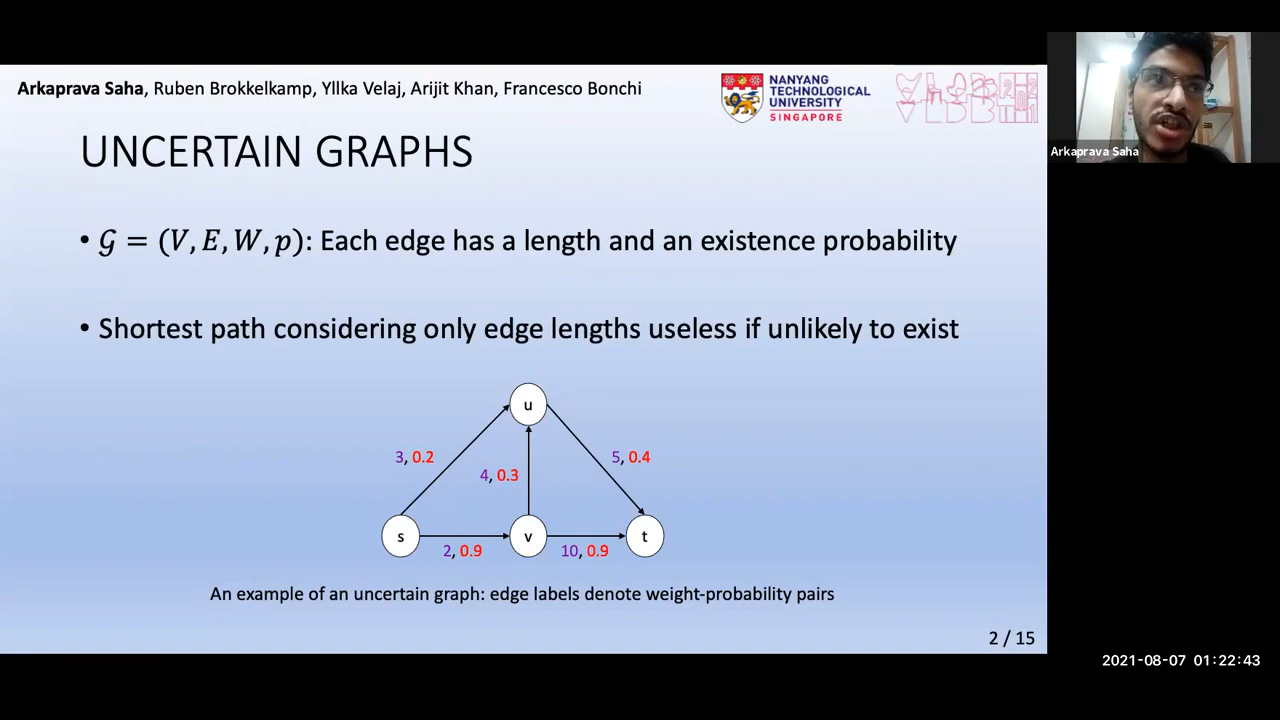 Arkaprava Saha, Ruben Brokkelkamp, Yllka Velaj, Arijit Khan, Francesco Bonchi
NANYANG
TECHNOLOGICAL
UNIVERSITY
SINGAPORE
Arkaprava Saha
UNCERTAIN GRAPHS
• 𝒢 = (V, E, W, p): Each edge has a length and an existence probability
• Shortest path considering only edge lengths useless if unlikely to exist
u
3, 0.2
5, 0.4
4, 0.3
s
v
t
2, 0.9
10, 0.9
An example of an uncertain graph: edge labels denote weight-probability pairs
2 / 15
2021-08-07 01:22:43